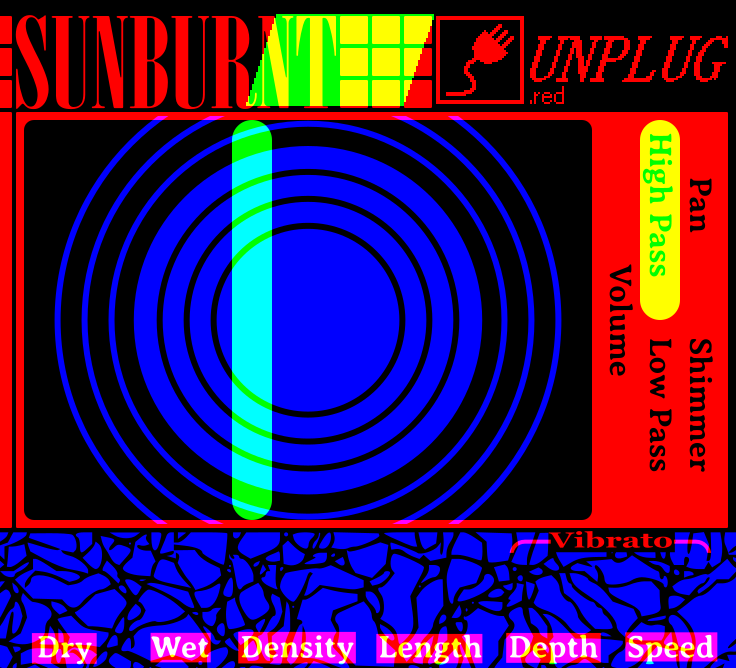 SUNBURNT
UNPLUG
.red
Pan
High Pass
Volume
Shimmer
Low Pass
Vibrato
Dry Wet Density Length Depth Speed